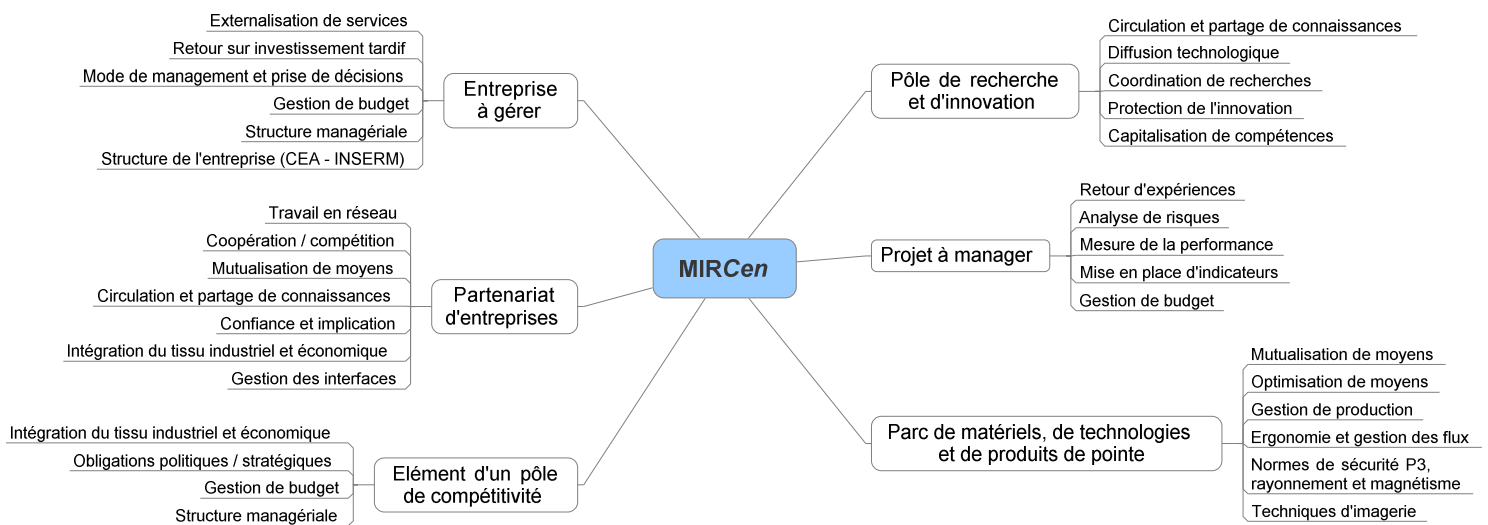 Externalisation de services
Retour sur investissement tardif
Mode de management et prise de décisions
Gestion de budget
Structure managériale
Structure de l'entreprise (CEA - INSERM)
Entreprise
à gérer
Travail en réseau
Coopération / compétition
Mutualisation de moyens
Circulation et partage de connaissances
Confiance et implication
Intégration du tissu industriel et économique
Gestion des interfaces
Partenariat
d'entreprises
Intégration du tissu industriel et économique
Obligations politiques / stratégiques
Gestion de budget
Structure managériale
Elément d'un pôle
de compétitivité
MIRCen
Pôle de recherche
et d'innovation
Circulation et partage de connaissances
Diffusion technologique
Coordination de recherches
Protection de l'innovation
Capitalisation de compétences
Projet à manager
Retour d'expériences
Analyse de risques
Mesure de la performance
Mise en place d'indicateurs
Gestion de budget
Parc de matériels, de technologies
et de produits de pointe
Mutualisation de moyens
Optimisation de moyens
Gestion de production
Ergonomie et gestion des flux
Normes de sécurité P3,
rayonnement et magnétisme
Techniques d'imagerie